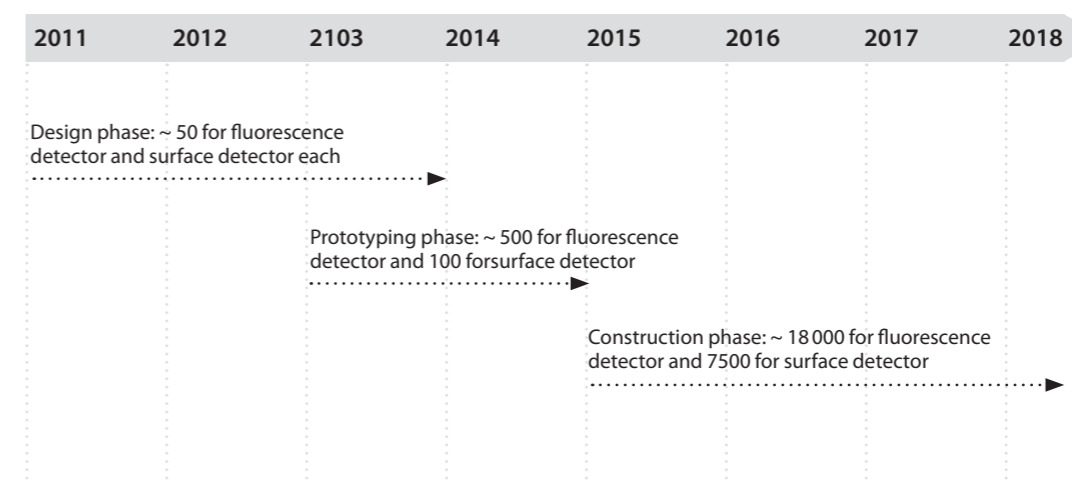 2011 2012 2103 2014 2015 2016 2017 2018
Design phase: ~ 50 for fluorescence
detector and surface detector each
Prototyping phase: ~ 500 for fluorescence
detector and 100 forsurface detector
Construction phase: ~ 18 000 for fluorescence
detector and 7500 for surface detector